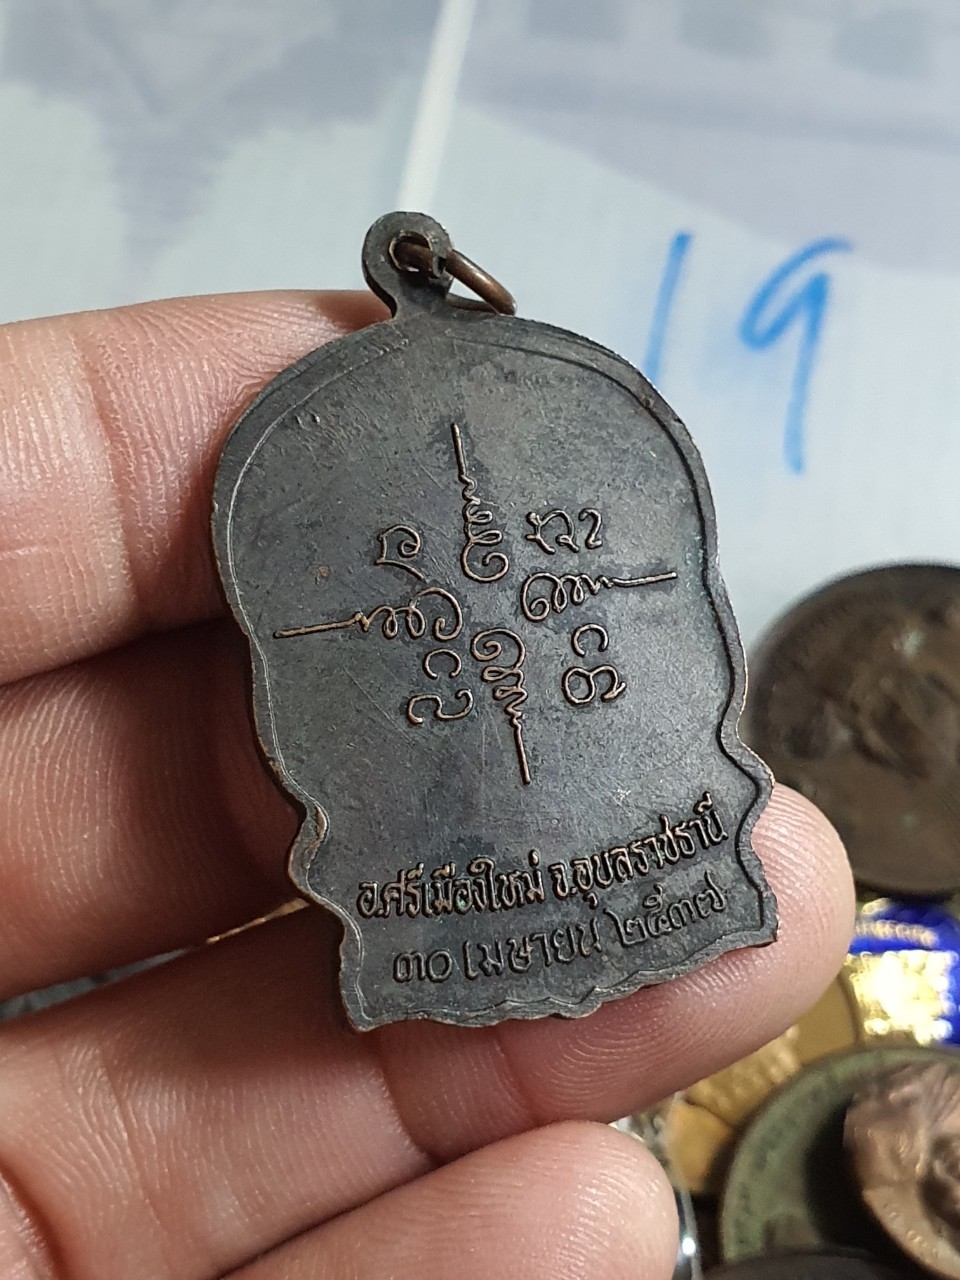 19
อ.ศรีเมืองใหม่ จ.อุบลราชธานี
๓๐ เมษายน ๒๕๓๗